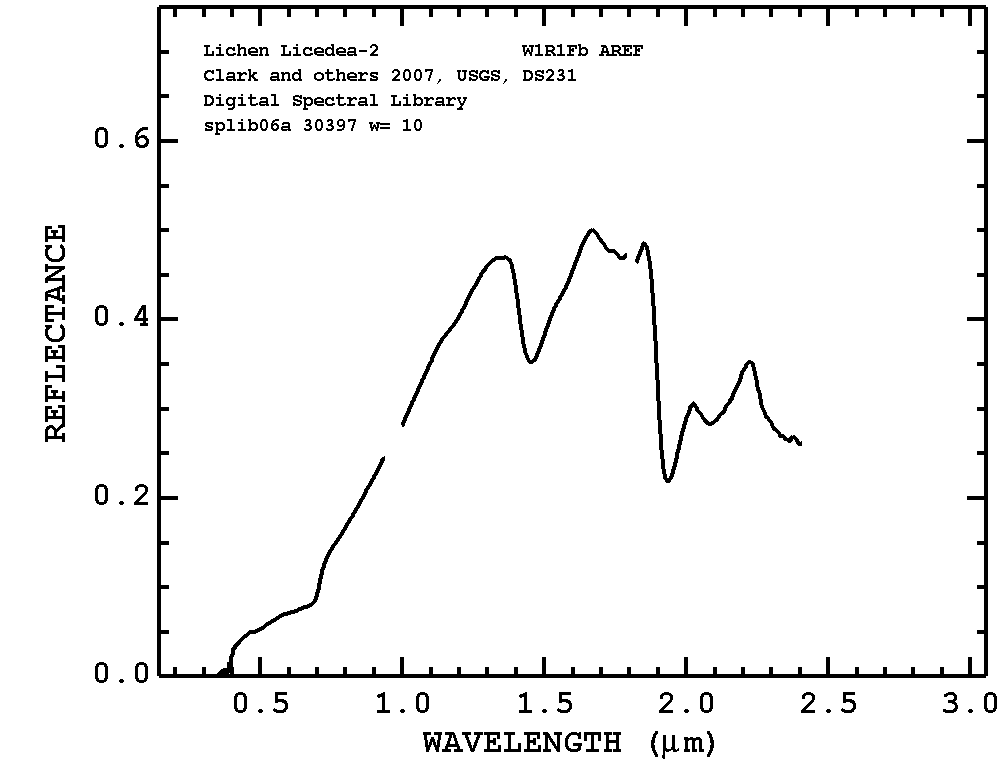 Lichen Licedea-2 W1R1Fb AREF
Clark and others 2007, USGS, DS231
Digital Spectral Library
splib06a 30397 w= 10
0.6
0.4
0.2
0.0
REFLECTANCE
0.5 1.0 1.5 2.0 2.5 3.0
WAVELENGTH (μm)